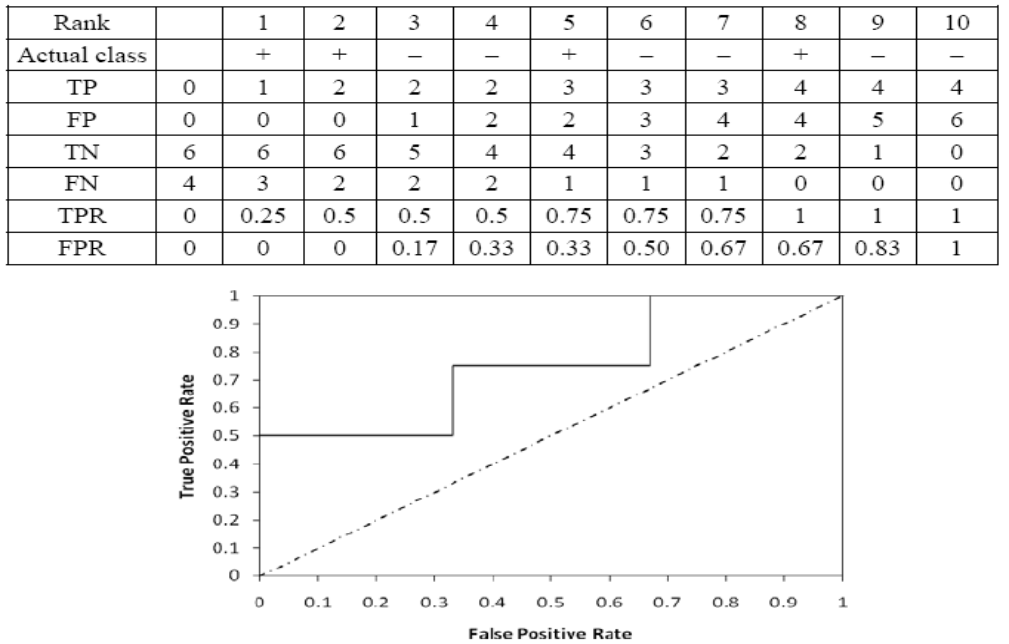 Rank 1 2 3 4 5 6 7 8 9 10
Actual class + + – – + – – + – –
TP 0 1 2 2 2 3 3 3 4 4 4
FP 0 0 0 1 2 2 3 4 4 5 6
TN 6 6 6 5 4 4 3 2 2 1 0
FN 4 3 2 2 2 1 1 1 0 0 0
TPR 0 0.25 0.5 0.5 0.5 0.75 0.75 0.75 1 1 1
FPR 0 0 0 0.17 0.33 0.33 0.50 0.67 0.67 0.83 1
1
0.9
0.8
0.7
0.6
0.5
0.4
0.3
0.2
0.1
0
True Positive Rate
0 0.1 0.2 0.3 0.4 0.5 0.6 0.7 0.8 0.9 1
False Positive Rate